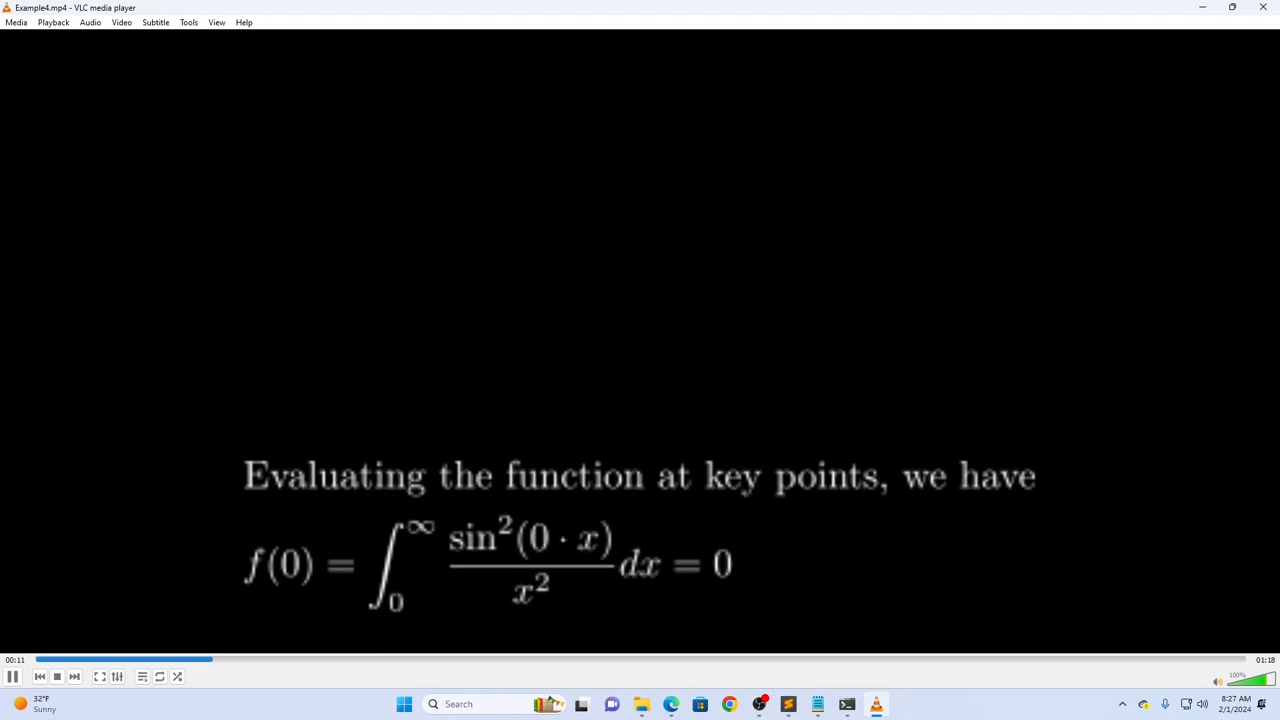 Example4.mp4 - VLC media player
Media Playback Audio Video Subtitle Tools View Help
Evaluating the function at key points, we have
f(0) = ∫₀^∞ sin²(0 · x)/x² dx = 0
00:11 01:18
100%
32°F
Sunny
Search
8:27 AM
2/1/2024